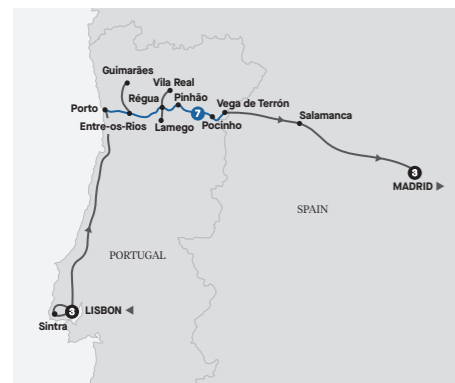 Guimarães
Vila Real
Régua
Pinhão
Porto
Vega de Terrón
7
Entre-os-Rios
Lamego
Pocinho
Salamanca
3
MADRID
SPAIN
PORTUGAL
3
LISBON
Sintra